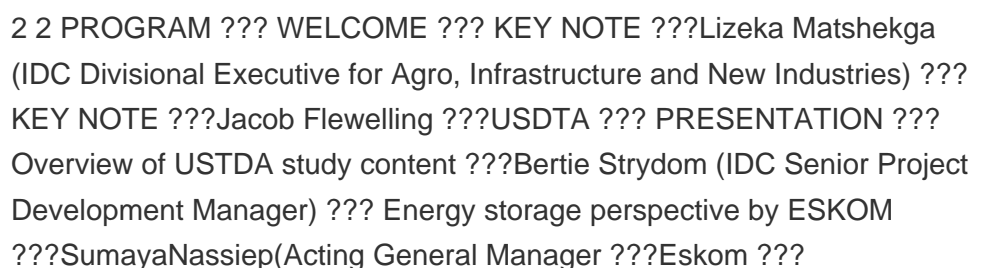 2 2 PROGRAM ??? WELCOME ??? KEY NOTE ???Lizeka Matshekga
(IDC Divisional Executive for Agro, Infrastructure and New Industries) ???
KEY NOTE ???Jacob Flewelling ???USDTA ??? PRESENTATION ???
Overview of USTDA study content ???Bertie Strydom (IDC Senior Project
Development Manager) ??? Energy storage perspective by ESKOM
???SumayaNassiep(Acting General Manager ???Eskom ???